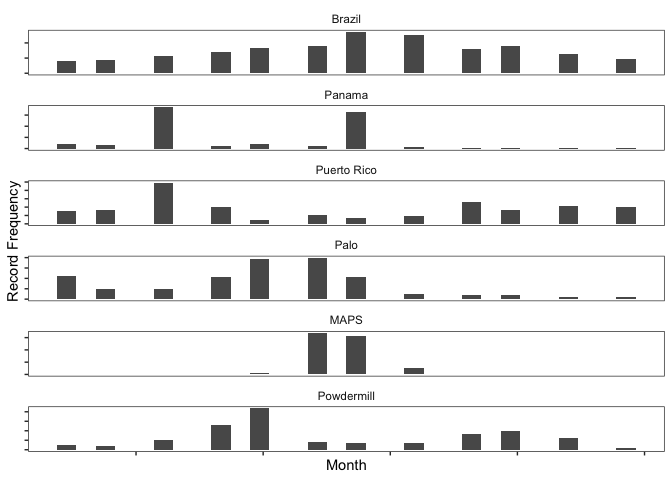 Brazil
Panama
Puerto Rico
Palo
MAPS
Powdermill
Record Frequency
Month